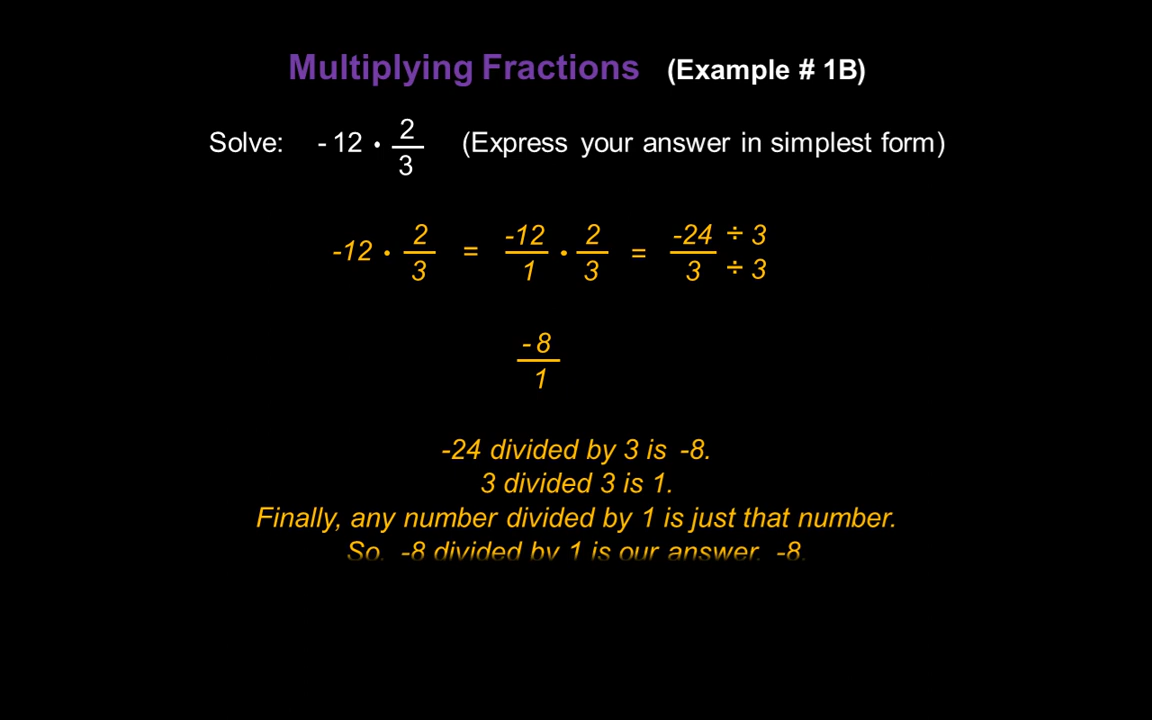 Multiplying Fractions (Example # 1B)
Solve: - 12 · 2/3 (Express your answer in simplest form)
-12 · 2/3 = -12/1 · 2/3 = -24/3 ÷ 3/÷ 3
- 8/1
-24 divided by 3 is -8.
3 divided 3 is 1.
Finally, any number divided by 1 is just that number.
So, -8 divided by 1 is our answer, -8.